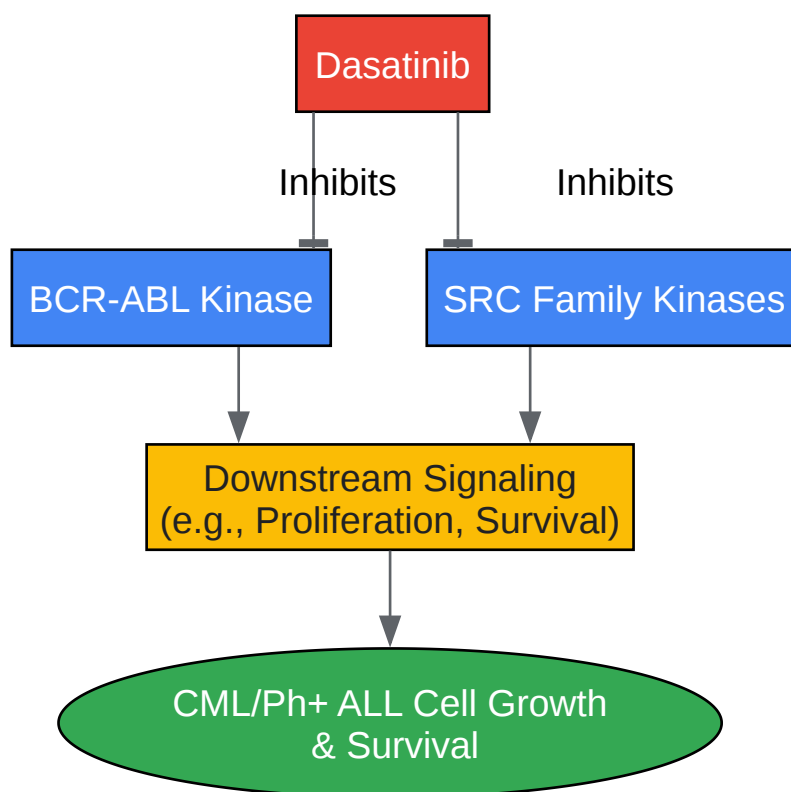 Dasatinib
Inhibits
Inhibits
BCR-ABL Kinase
SRC Family Kinases
Downstream Signaling
(e.g., Proliferation, Survival)
CML/Ph+ ALL Cell Growth
& Survival